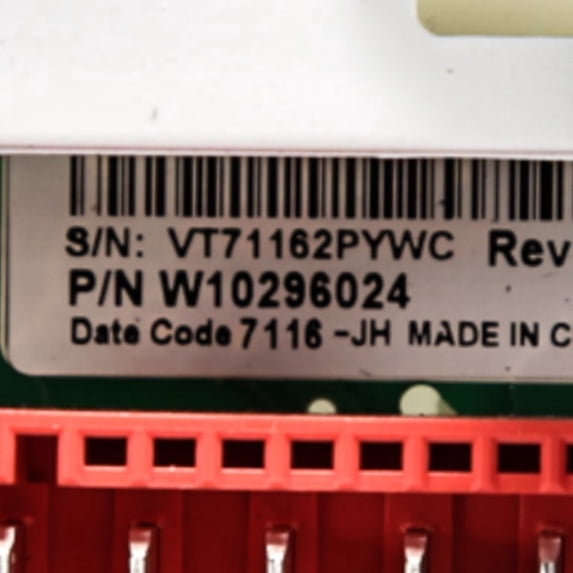 S/N: VT71162PYWC Rev
P/N W10296024
Date Code 7116 -JH MADE IN C